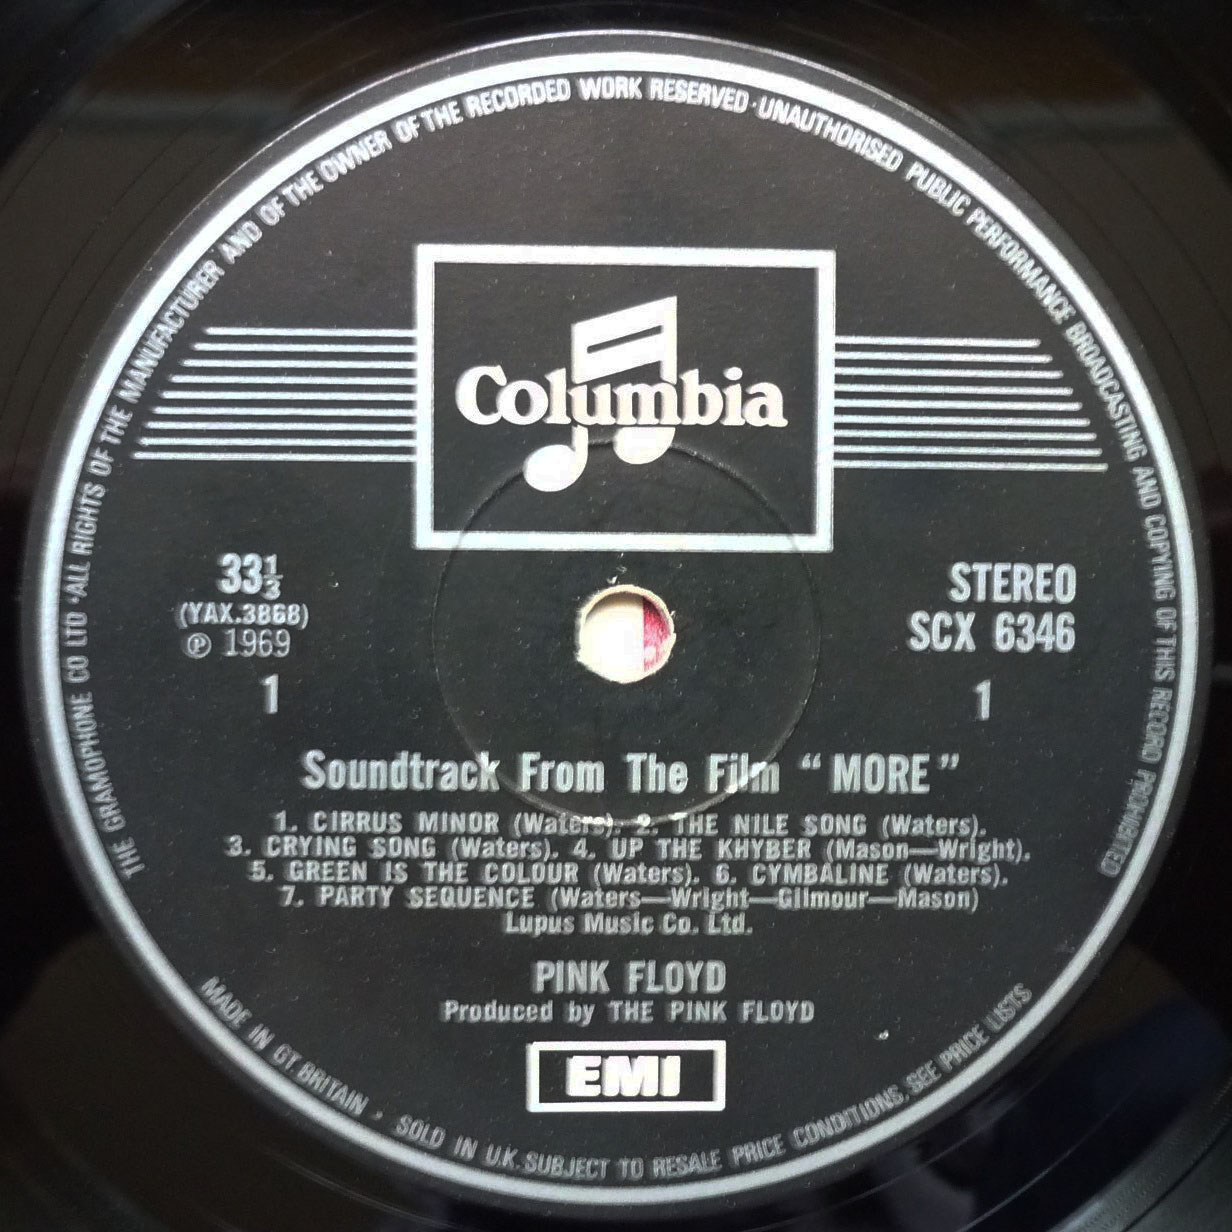 THE GRAMOPHONE CO LTD · ALL RIGHTS OF THE MANUFACTURER AND OF THE OWNER OF THE RECORDED WORK RESERVED · UNAUTHORISED PUBLIC PERFORMANCE BROADCASTING AND COPYING OF THIS RECORD PROHIBITED
Columbia
33⅓
(YAX.3868)
℗ 1969
1
STEREO
SCX 6346
1
Soundtrack From The Film “MORE”
1. CIRRUS MINOR (Waters). 2. THE NILE SONG (Waters).
3. CRYING SONG (Waters). 4. UP THE KHYBER (Mason—Wright).
5. GREEN IS THE COLOUR (Waters). 6. CYMBALINE (Waters).
7. PARTY SEQUENCE (Waters—Wright—Gilmour—Mason)
Lupus Music Co. Ltd.
PINK FLOYD
Produced by THE PINK FLOYD
EMI
MADE IN GT. BRITAIN · SOLD IN U.K. SUBJECT TO RESALE PRICE CONDITIONS, SEE PRICE LISTS